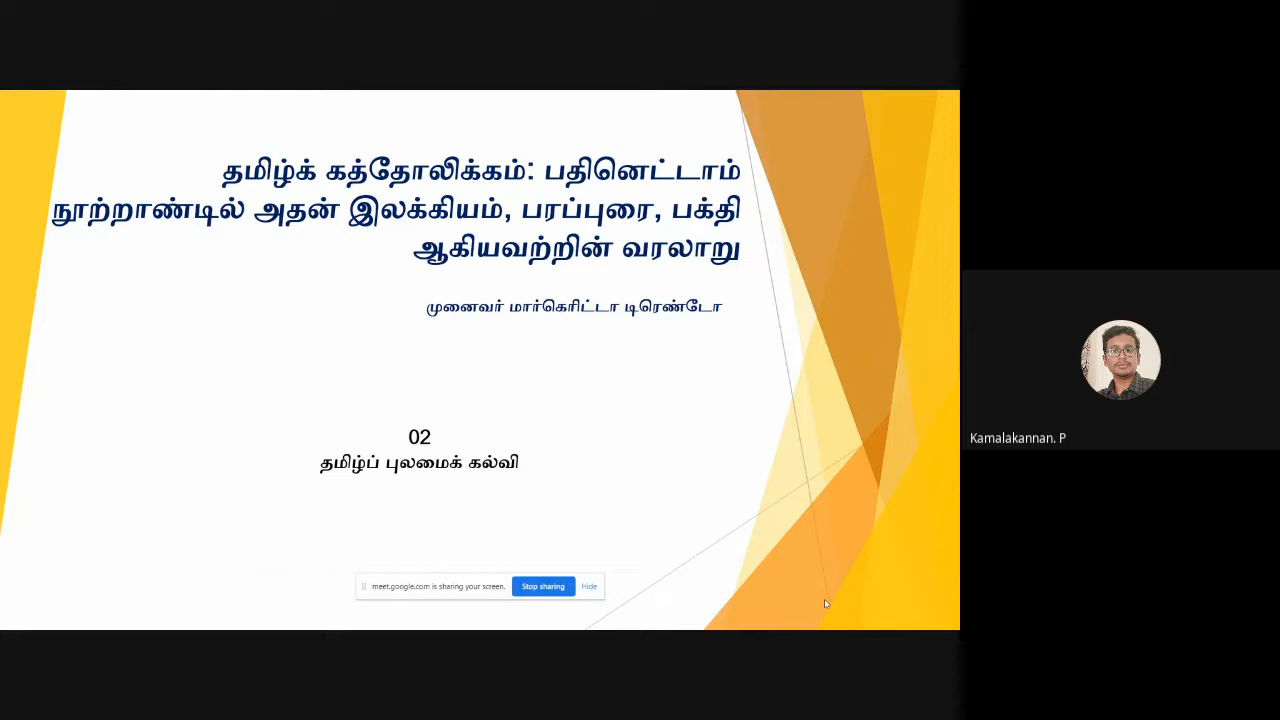 தமிழ்க் கத்தோலிக்கம்: பதினெட்டாம்
நூற்றாண்டில் அதன் இலக்கியம், பரப்புரை, பக்தி
ஆகியவற்றின் வரலாறு
முனைவர் மார்கெரிட்டா டிரெண்டோ
02
தமிழ்ப் புலமைக் கல்வி
meet.google.com is sharing your screen. Stop sharing Hide
Kamalakannan. P